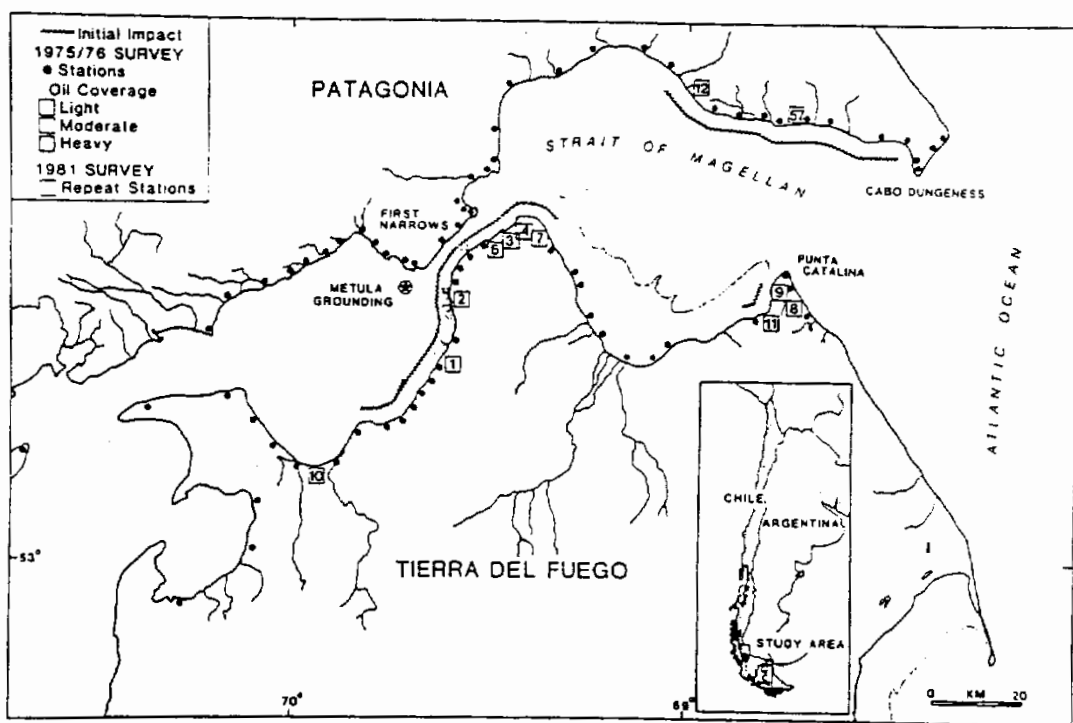 Initial Impact
1975/76 SURVEY
Stations
Oil Coverage
Light
Moderate
Heavy
1981 SURVEY
Repeat Stations
PATAGONIA
12
57
STRAIT OF MAGELLAN
CABO DUNGENESS
FIRST
NARROWS
4
3
7
METULA
GROUNDING
2
PUNTA
CATALINA
9
8
11
1
ATLANTIC OCEAN
10
CHILE
ARGENTINA
53°
TIERRA DEL FUEGO
STUDY AREA
70°
69
0 KM 20